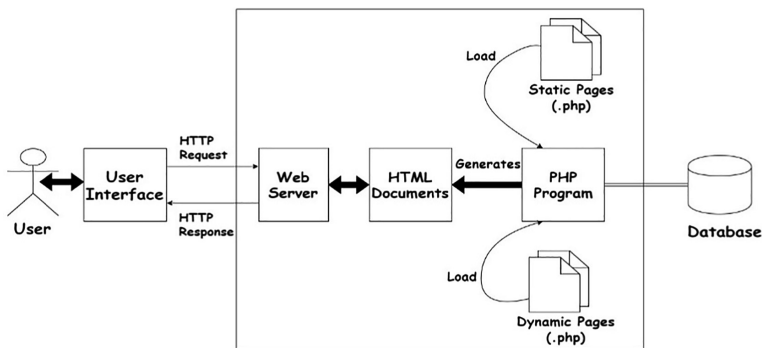 Load
Static Pages
(.php)
HTTP
Request
User
Interface
Web
Server
HTML
Documents
Generates
PHP
Program
User
HTTP
Response
Database
Load
Dynamic Pages
(.php)